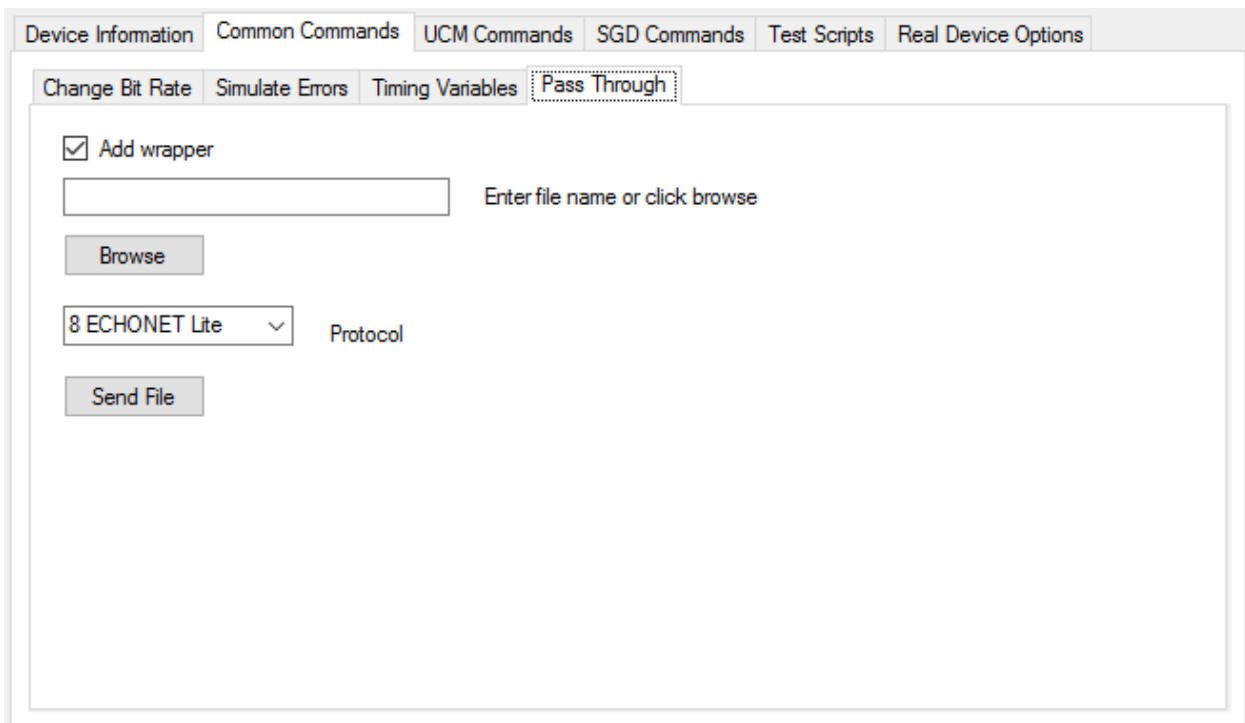 Device Information Common Commands UCM Commands SGD Commands Test Scripts Real Device Options
Change Bit Rate Simulate Errors Timing Variables Pass Through
Add wrapper
Enter file name or click browse
Browse
8 ECHONET Lite Protocol
Send File